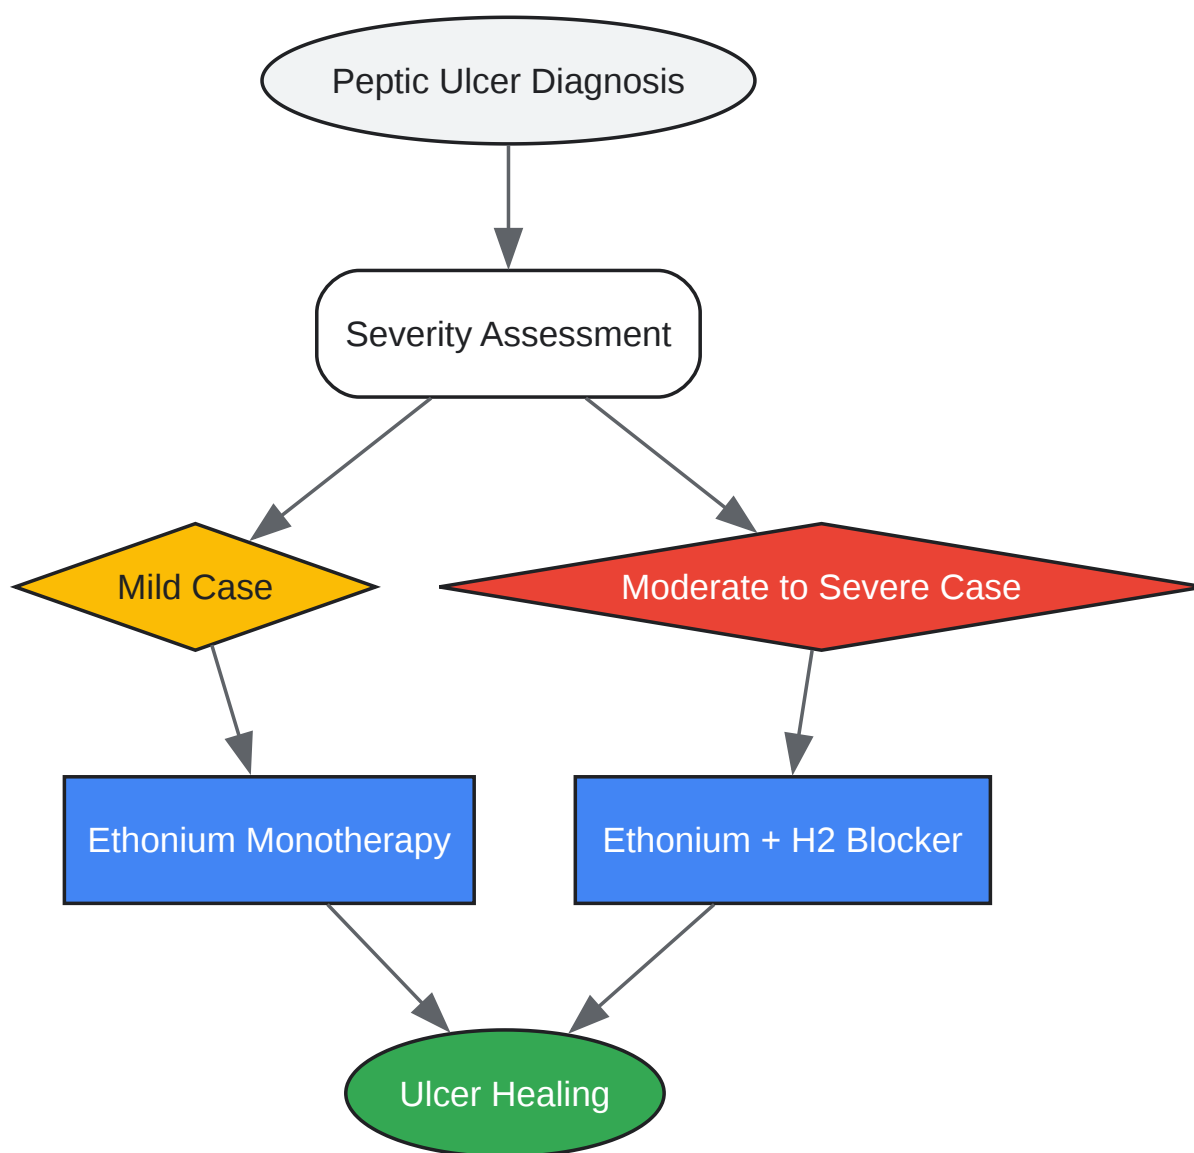 Peptic Ulcer Diagnosis
Severity Assessment
Mild Case
Moderate to Severe Case
Ethonium Monotherapy
Ethonium + H2 Blocker
Ulcer Healing